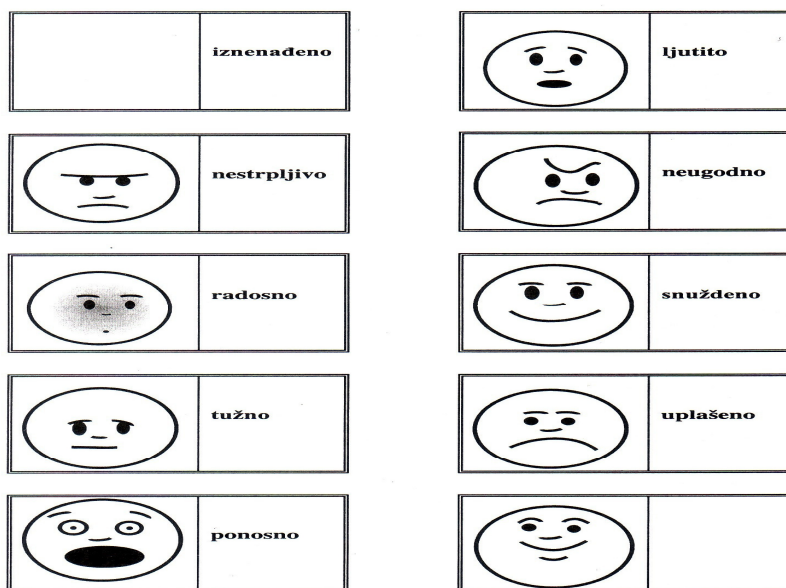 iznenađeno
ljutito
nestrpljivo
neugodno
radosno
snuždeno
tužno
uplašeno
ponosno